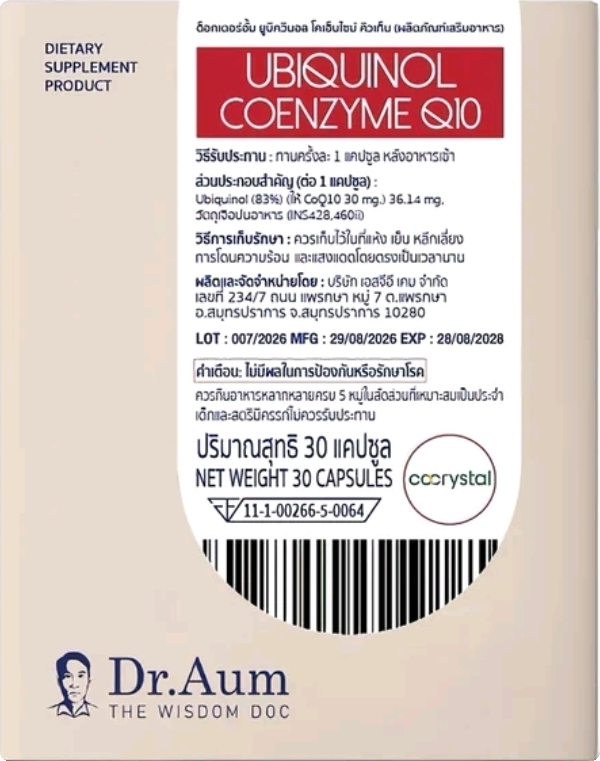 DIETARY
SUPPLEMENT
PRODUCT
ด็อกเตอร์อั้ม ยูบิควินอล โคเอ็นไซม์ คิวเท็น (ผลิตภัณฑ์เสริมอาหาร)
UBIQUINOL
COENZYME Q10
วิธีรับประทาน : ทานครั้งละ 1 แคปซูล หลังอาหารเช้า
ส่วนประกอบสำคัญ (ต่อ 1 แคปซูล) :
Ubiquinol (83%) (ให้ CoQ10 30 mg.) 36.14 mg.
วัตถุเจือปนอาหาร (INS428,460ii)
วิธีการเก็บรักษา : ควรเก็บไว้ในที่แห้ง เย็น หลีกเลี่ยง
การโดนความร้อน และแสงแดดโดยตรงเป็นเวลานาน
ผลิตและจัดจำหน่ายโดย : บริษัท เอสจีอี เคม จำกัด
เลขที่ 234/7 ถนน แพรกษา หมู่ 7 ต.แพรกษา
อ.สมุทรปราการ จ.สมุทรปราการ 10280
LOT : 007/2026 MFG : 29/08/2026 EXP : 28/08/2028
คำเตือน: ไม่มีผลในการป้องกันหรือรักษาโรค
ควรกินอาหารหลากหลายครบ 5 หมู่ในสัดส่วนที่เหมาะสมเป็นประจำ
เด็กและสตรีมีครรภ์ไม่ควรรับประทาน
ปริมาณสุทธิ 30 แคปซูล
NET WEIGHT 30 CAPSULES
cocrystal
11-1-00266-5-0064
Dr.Aum
THE WISDOM DOC